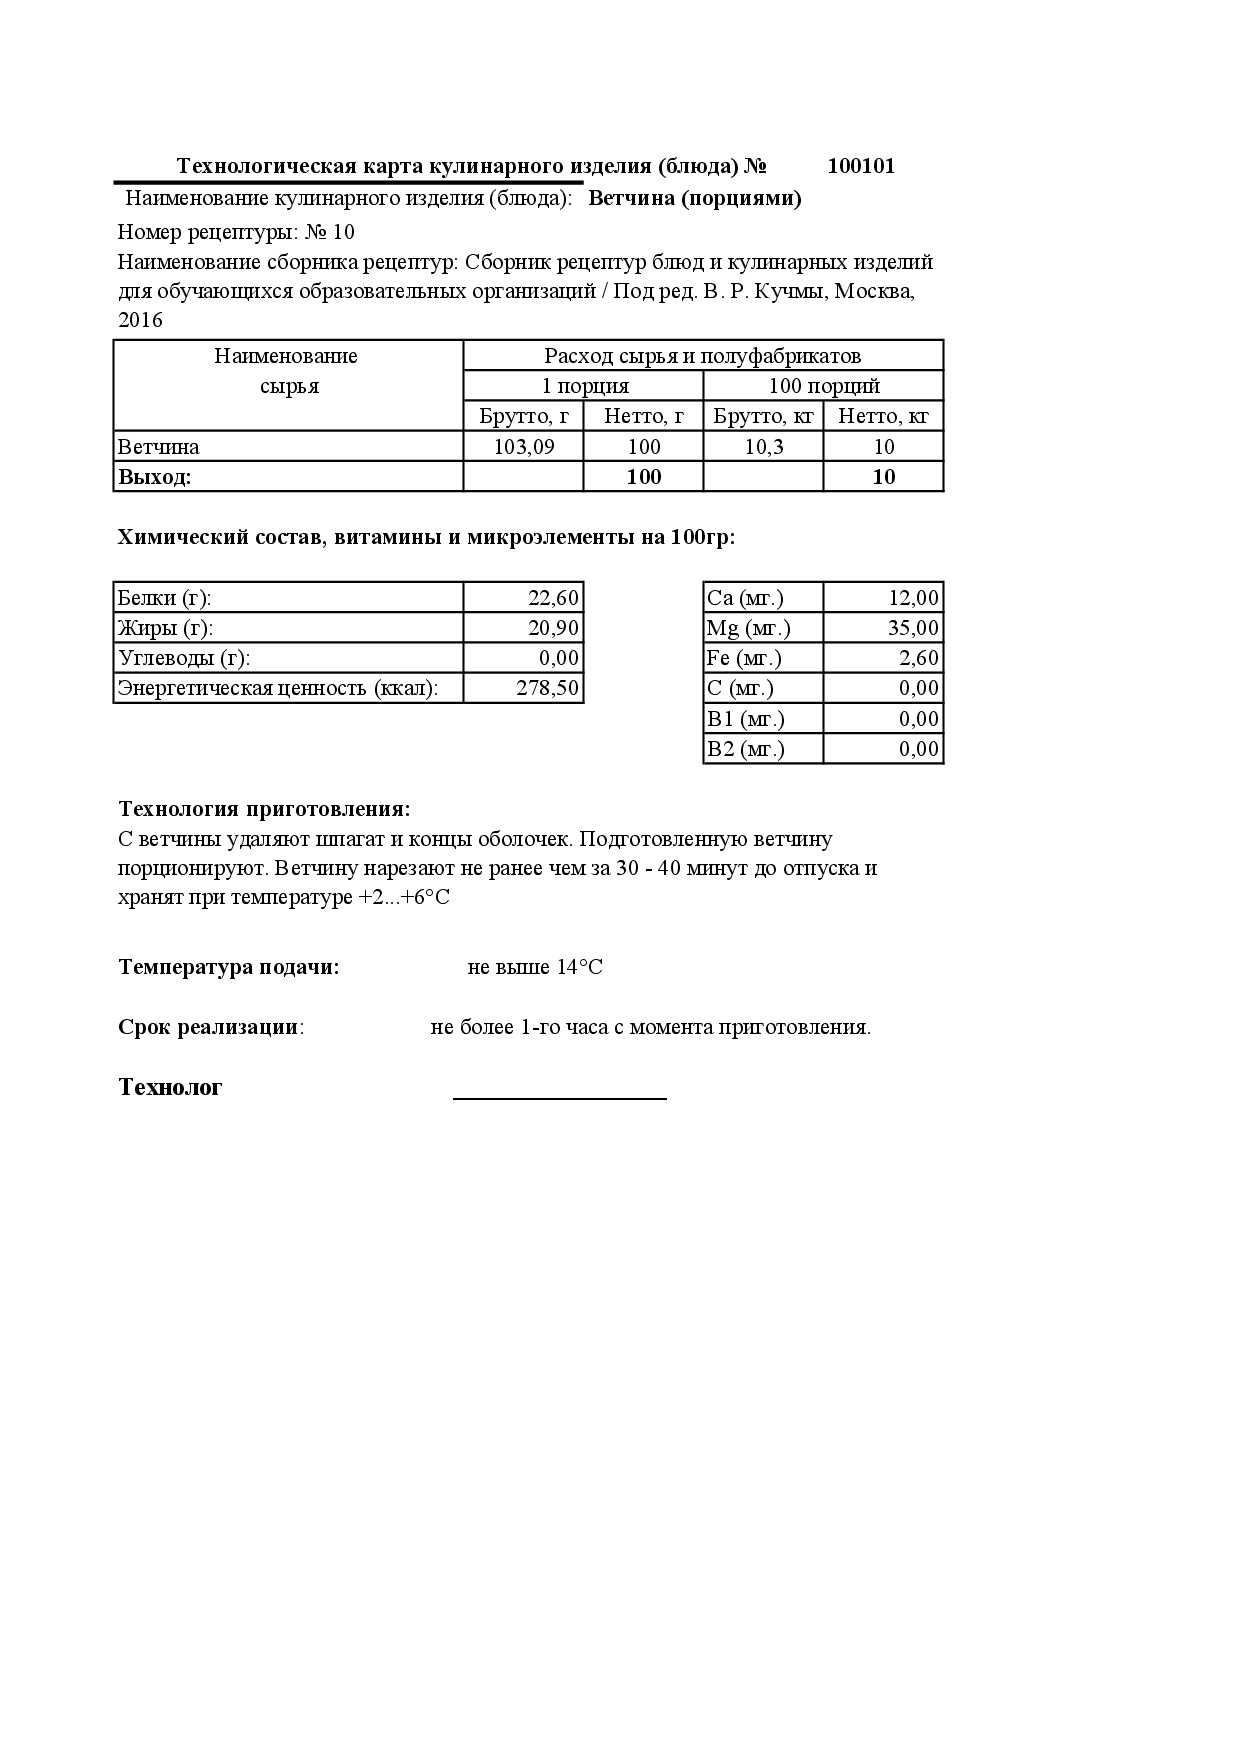 Технологическая карта кулинарного изделия (блюда) № 100101
Наименование кулинарного изделия (блюда): Ветчина (порциями)
Номер рецептуры: № 10
Наименование сборника рецептур: Сборник рецептур блюд и кулинарных изделий
для обучающихся образовательных организаций / Под ред. В. Р. Кучмы, Москва,
2016
Наименование Расход сырья и полуфабрикатов
сырья 1 порция 100 порций
Брутто, г Нетто, г Брутто, кг Нетто, кг
Ветчина 103,09 100 10,3 10
Выход: 100 10
Химический состав, витамины и микроэлементы на 100гр:
Белки (г): 22,60 Ca (мг.) 12,00
Жиры (г): 20,90 Mg (мг.) 35,00
Углеводы (г): 0,00 Fe (мг.) 2,60
Энергетическая ценность (ккал): 278,50 C (мг.) 0,00
B1 (мг.) 0,00
B2 (мг.) 0,00
Технология приготовления:
С ветчины удаляют шпагат и концы оболочек. Подготовленную ветчину
порционируют. Ветчину нарезают не ранее чем за 30 - 40 минут до отпуска и
хранят при температуре +2...+6°С
Температура подачи: не выше 14°С
Срок реализации: не более 1-го часа с момента приготовления.
Технолог